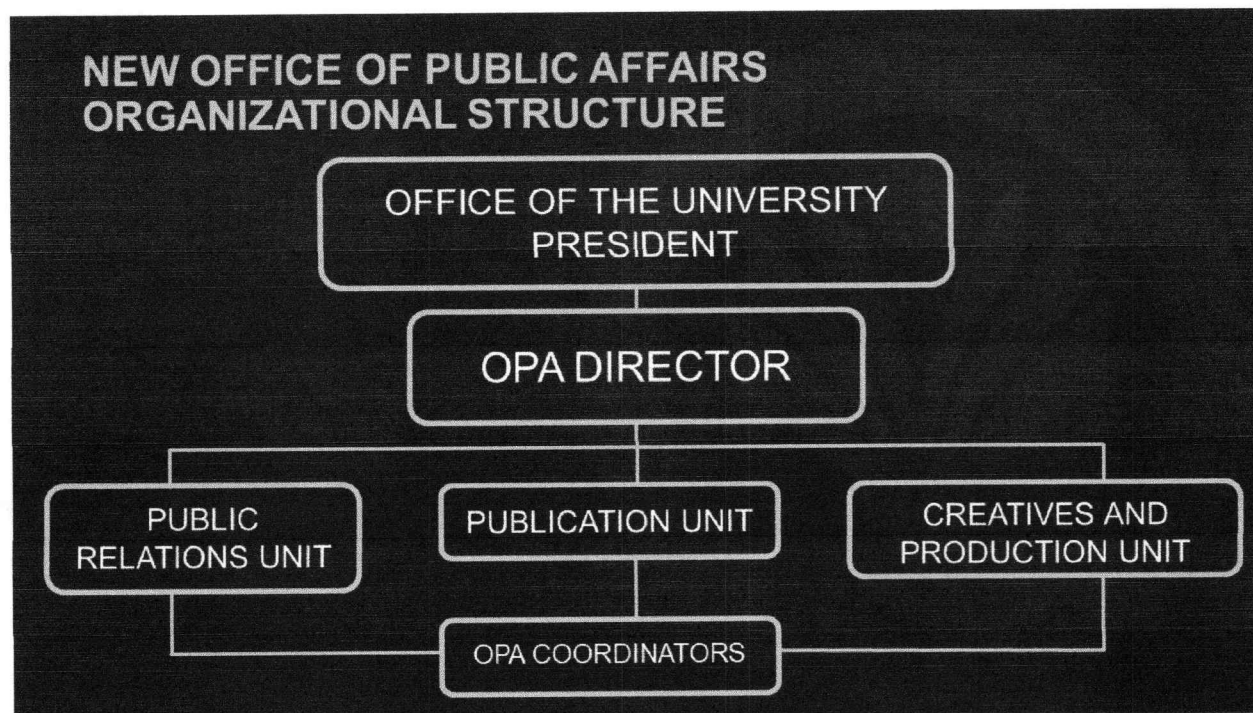 NEW OFFICE OF PUBLIC AFFAIRS
ORGANIZATIONAL STRUCTURE
OFFICE OF THE UNIVERSITY
PRESIDENT
OPA DIRECTOR
PUBLIC
RELATIONS UNIT
PUBLICATION UNIT
CREATIVES AND
PRODUCTION UNIT
OPA COORDINATORS